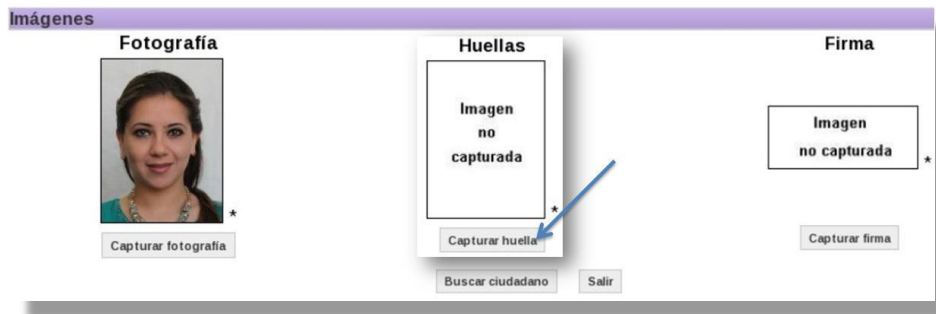 Imágenes
Fotografía
*
Capturar fotografía
Huellas
Imagen
no
capturada
*
Capturar huella
Firma
Imagen
no capturada
*
Capturar firma
Buscar ciudadano
Salir